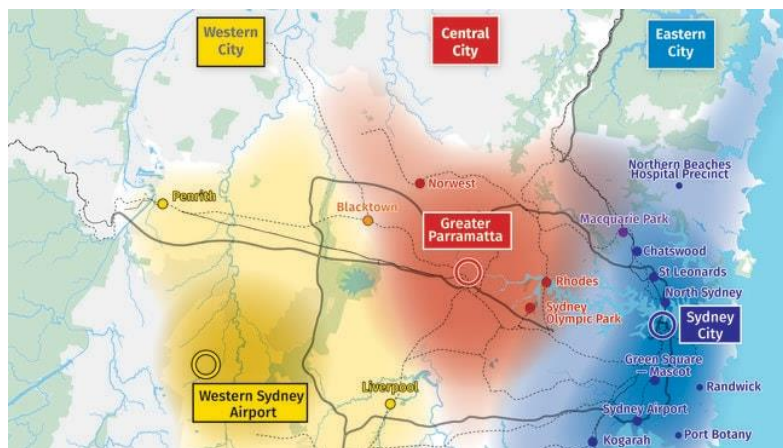 Western
City
Central
City
Eastern
City
Northern Beaches
Hospital Precinct
Norwest
Penrith
Blacktown
Greater
Parramatta
Macquarie Park
Chatswood
St Leonards
Rhodes
North Sydney
Sydney
Olympic Park
Sydney
City
Green Square
— Mascot
Western Sydney
Airport
Liverpool
Randwick
Sydney Airport
Kogarah
Port Botany